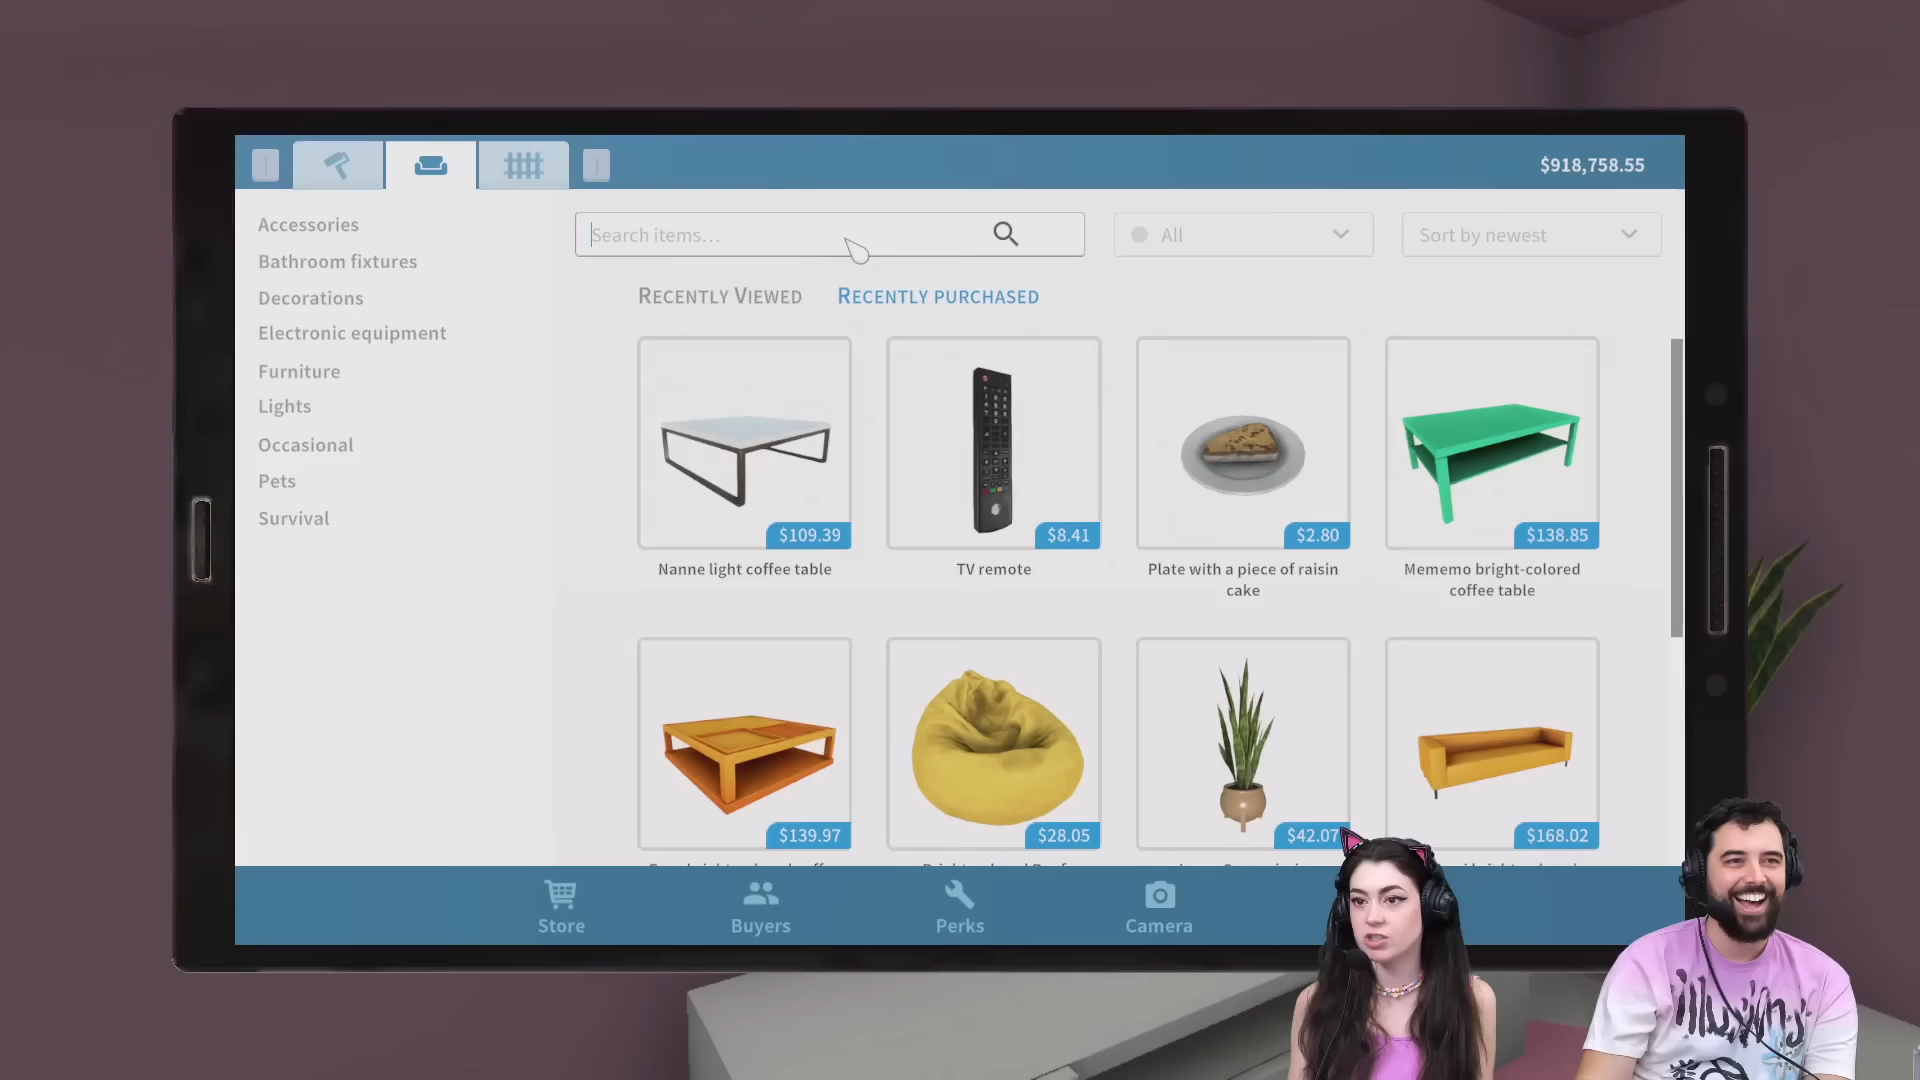 $918,758.55
Accessories
Bathroom fixtures
Decorations
Electronic equipment
Furniture
Lights
Occasional
Pets
Survival
Search items...
All
Sort by newest
RECENTLY VIEWED
RECENTLY PURCHASED
$109.39
$8.41
$2.80
$138.85
Nanne light coffee table
TV remote
Plate with a piece of raisin
cake
Mememo bright-colored
coffee table
$139.97
$28.05
$42.07
$168.02
Store
Buyers
Perks
Camera